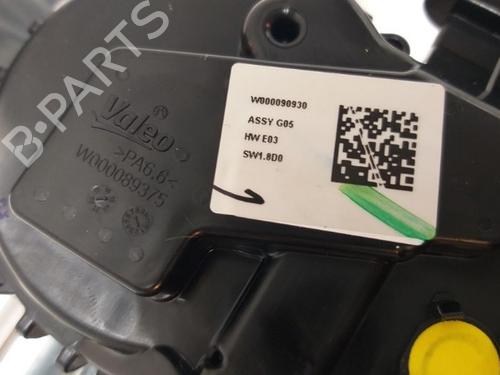 B-PARTS
Valeo
>PA6.6<
W000089375
W000090930
ASSY G05
HW E03
SW1.8D0